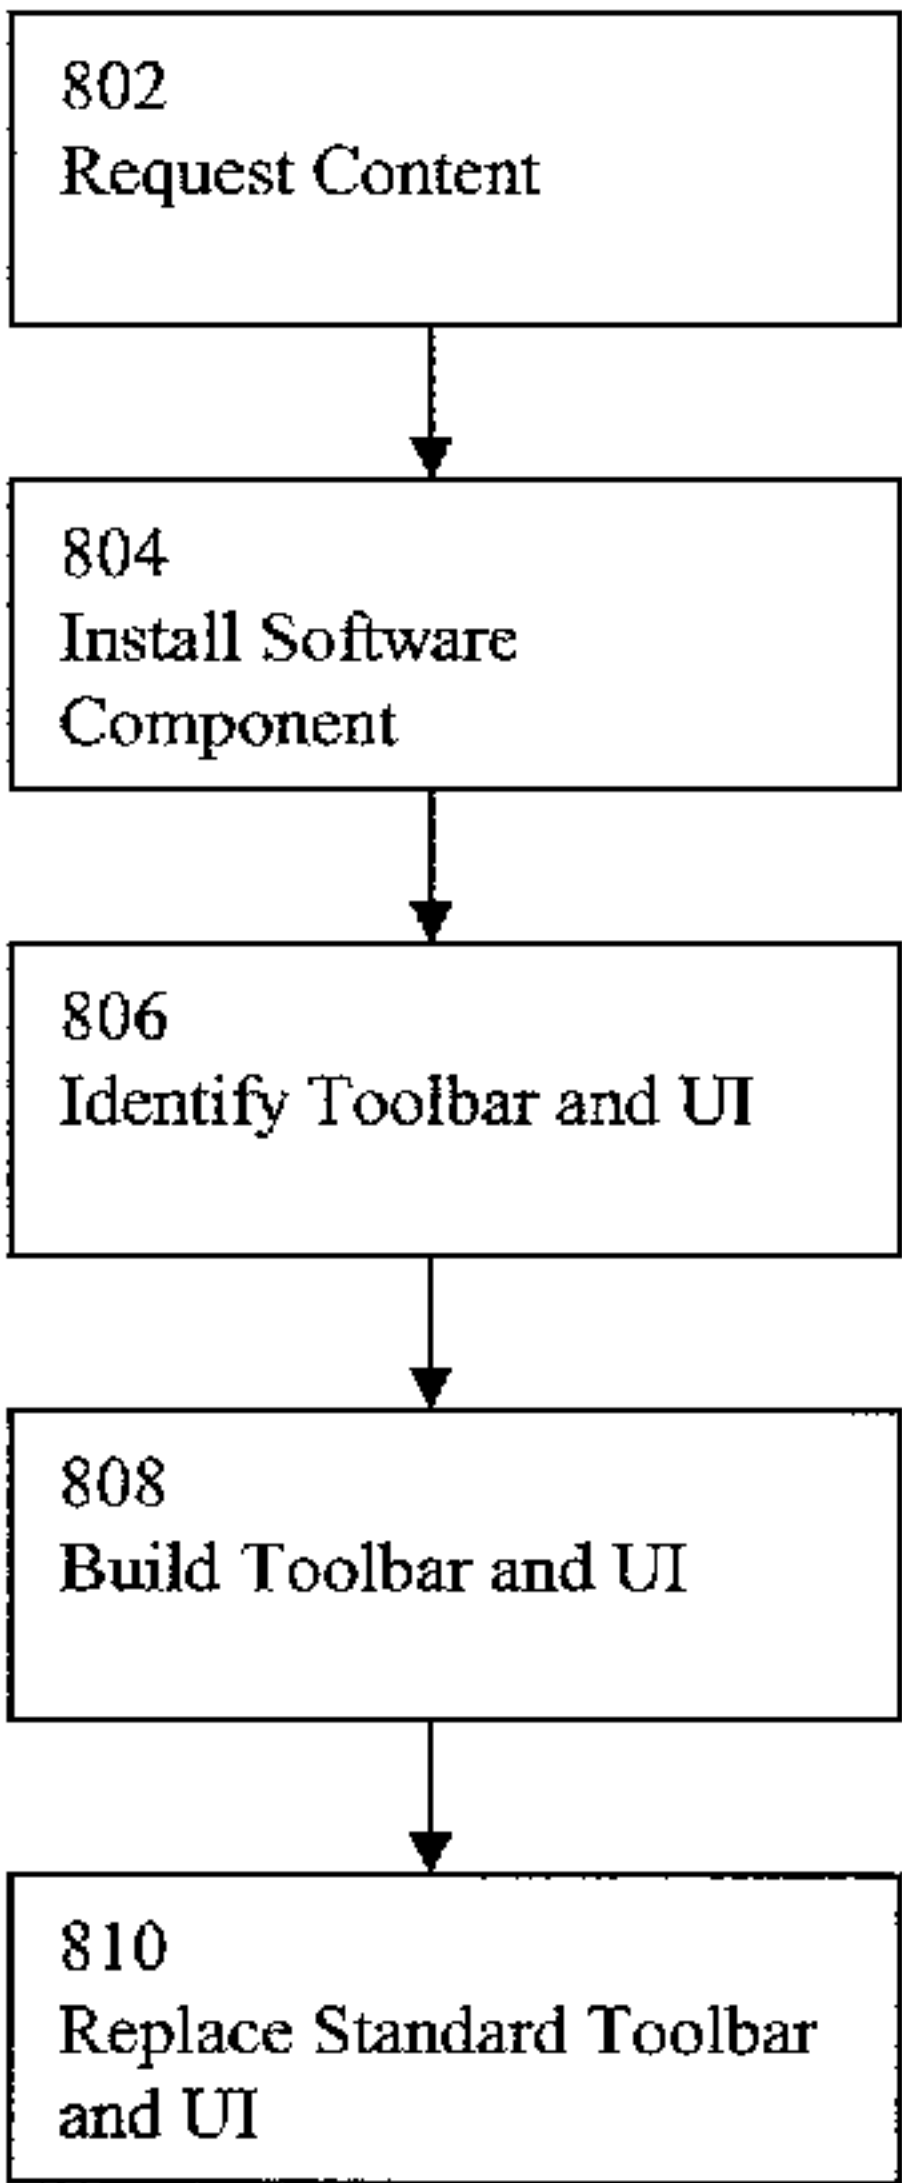 802
Request Content
804
Install Software
Component
806
Identify Toolbar and UI
808
Build Toolbar and UI
810
Replace Standard Toolbar
and UI